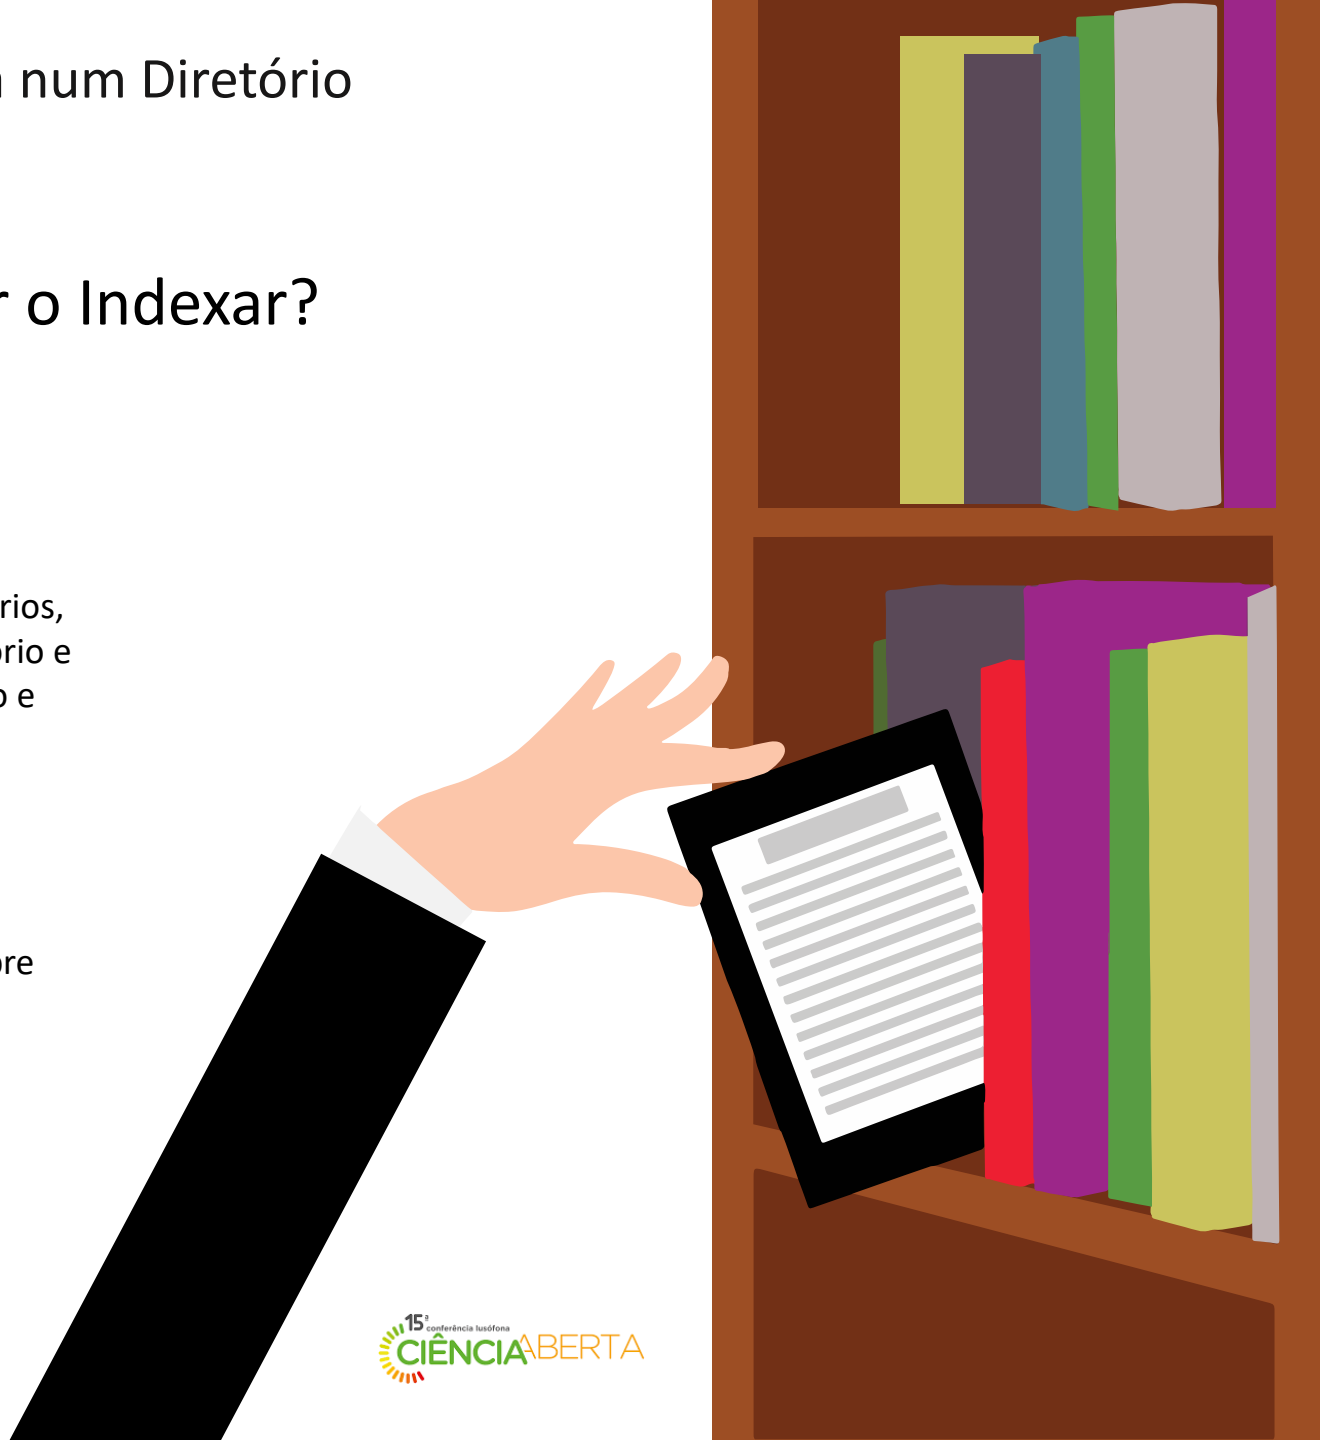 num Diretório
o Indexar?
rios,
rio e
o e
re
15ª
conferência lusófona
CIÊNCIA ABERTA